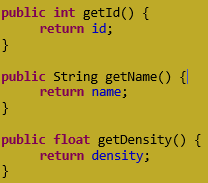 public int getId() {
return id;
}
public String getName() {
return name;
}
public float getDensity() {
return density;
}